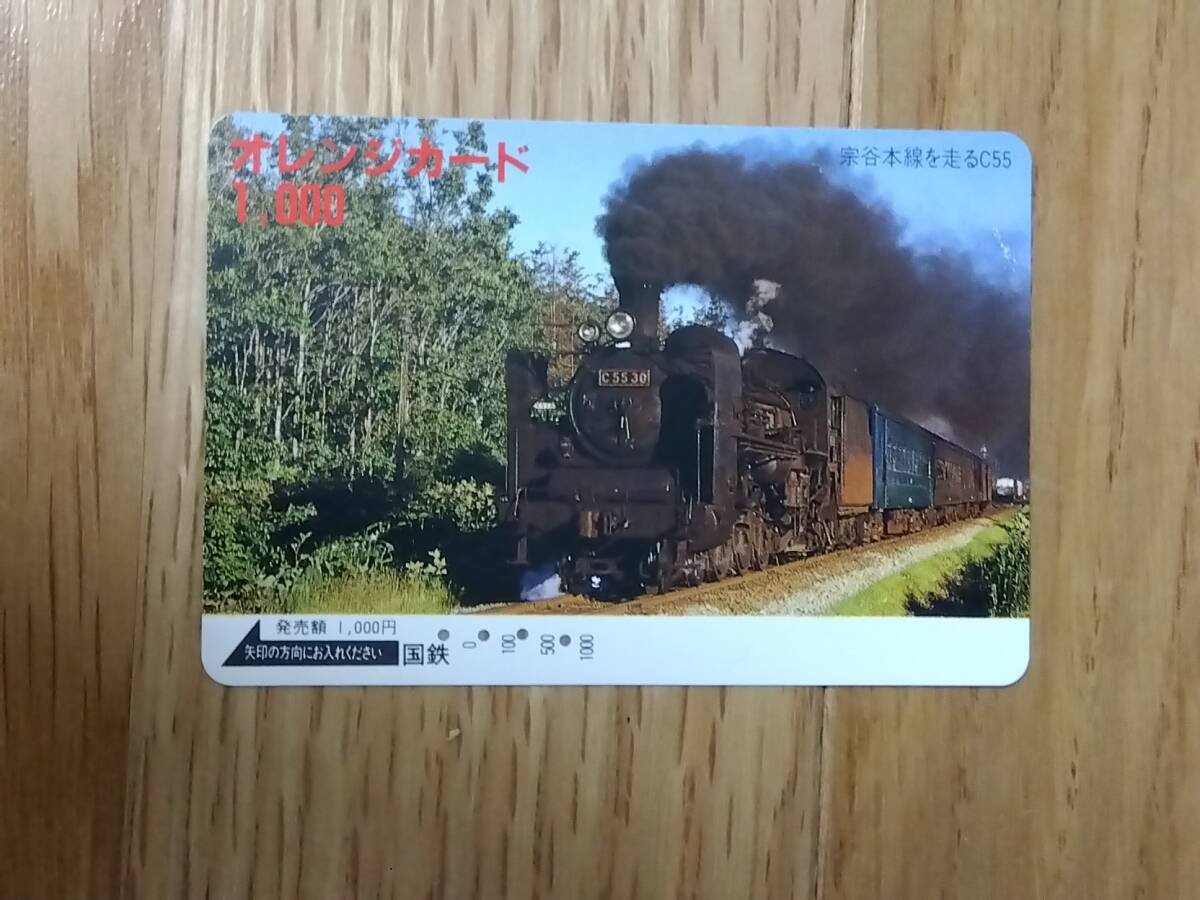 オレンジカード
1,000
宗谷本線を走るC55
C5530
発売額 1,000円
矢印の方向にお入れください
国鉄
0 100 500 1000